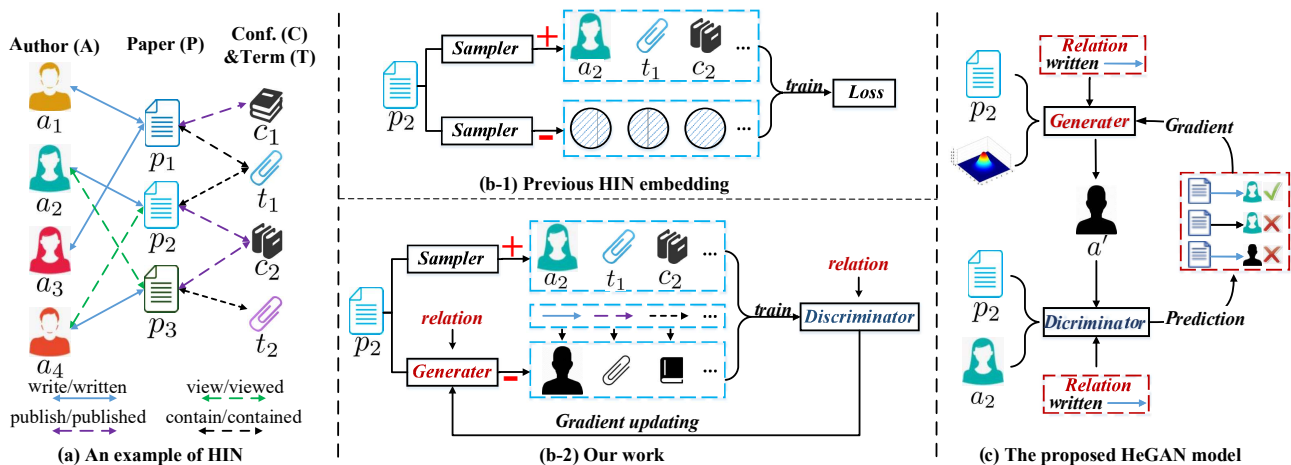 Author (A)
Paper (P)
Conf. (C)
&Term (T)
a1
a2
a3
a4
p1
p2
p3
c1
t1
c2
t2
write/written
view/viewed
publish/published
contain/contained
(a) An example of HIN
p2
Sampler
+
a2
t1
c2
...
train
Loss
Sampler
−
...
(b-1) Previous HIN embedding
p2
Sampler
+
a2
t1
c2
...
relation
...
train
relation
Discriminator
Generater
−
...
Gradient updating
(b-2) Our work
Relation
written
p2
Generater
Gradient
a′
p2
Dicriminator
Prediction
a2
Relation
written
(c) The proposed HeGAN model